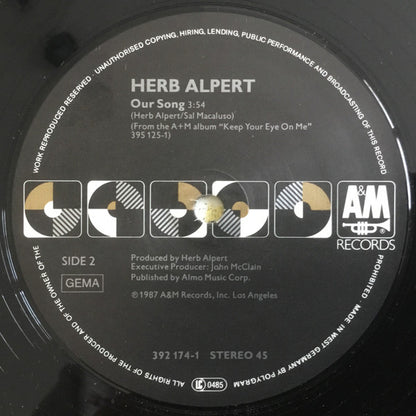 HERB ALPERT
Our Song 3:54
(Herb Alpert/Sal Macaluso)
(From the A+M album "Keep Your Eye On Me"
395 125-1)
A&M
RECORDS
SIDE 2
GEMA
Produced by Herb Alpert
Executive Producer: John McClain
Published by Almo Music Corp.
℗1987 A&M Records, Inc. Los Angeles
392 174-1 STEREO 45
LC 0485
ALL RIGHTS OF THE PRODUCER AND OF THE OWNER OF THE WORK REPRODUCED RESERVED · UNAUTHORISED COPYING, HIRING, LENDING, PUBLIC PERFORMANCE AND BROADCASTING OF THIS RECORD PROHIBITED · MADE IN WEST GERMANY BY POLYGRAM